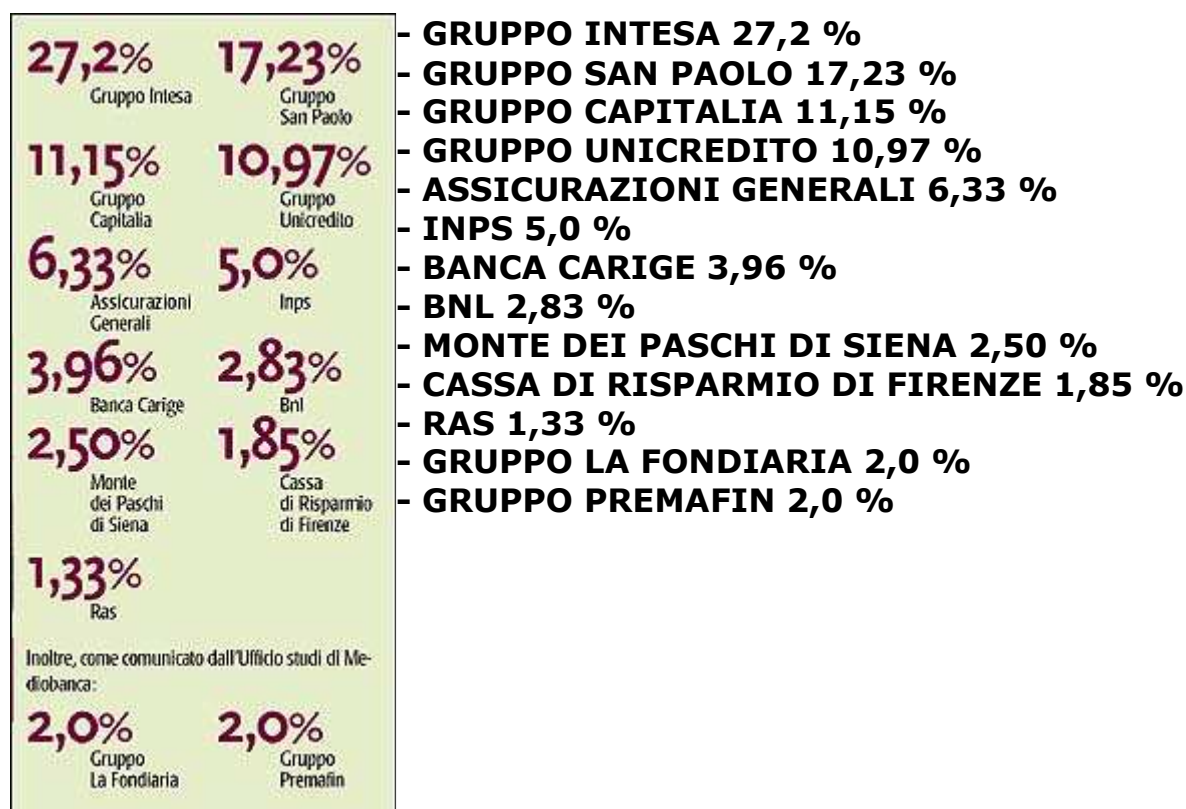 27,2%
Gruppo Intesa
17,23%
Gruppo
San Paolo
11,15%
Gruppo
Capitalia
10,97%
Gruppo
Unicredito
6,33%
Assicurazioni
Generali
5,0%
Inps
3,96%
Banca Carige
2,83%
Bnl
2,50%
Monte
dei Paschi
di Siena
1,85%
Cassa
di Risparmio
di Firenze
1,33%
Ras
Inoltre, come comunicato dall'Ufficio studi di Me-
diobanca:
2,0%
Gruppo
La Fondiaria
2,0%
Gruppo
Premafin
- GRUPPO INTESA 27,2 %
- GRUPPO SAN PAOLO 17,23 %
- GRUPPO CAPITALIA 11,15 %
- GRUPPO UNICREDITO 10,97 %
- ASSICURAZIONI GENERALI 6,33 %
- INPS 5,0 %
- BANCA CARIGE 3,96 %
- BNL 2,83 %
- MONTE DEI PASCHI DI SIENA 2,50 %
- CASSA DI RISPARMIO DI FIRENZE 1,85 %
- RAS 1,33 %
- GRUPPO LA FONDIARIA 2,0 %
- GRUPPO PREMAFIN 2,0 %